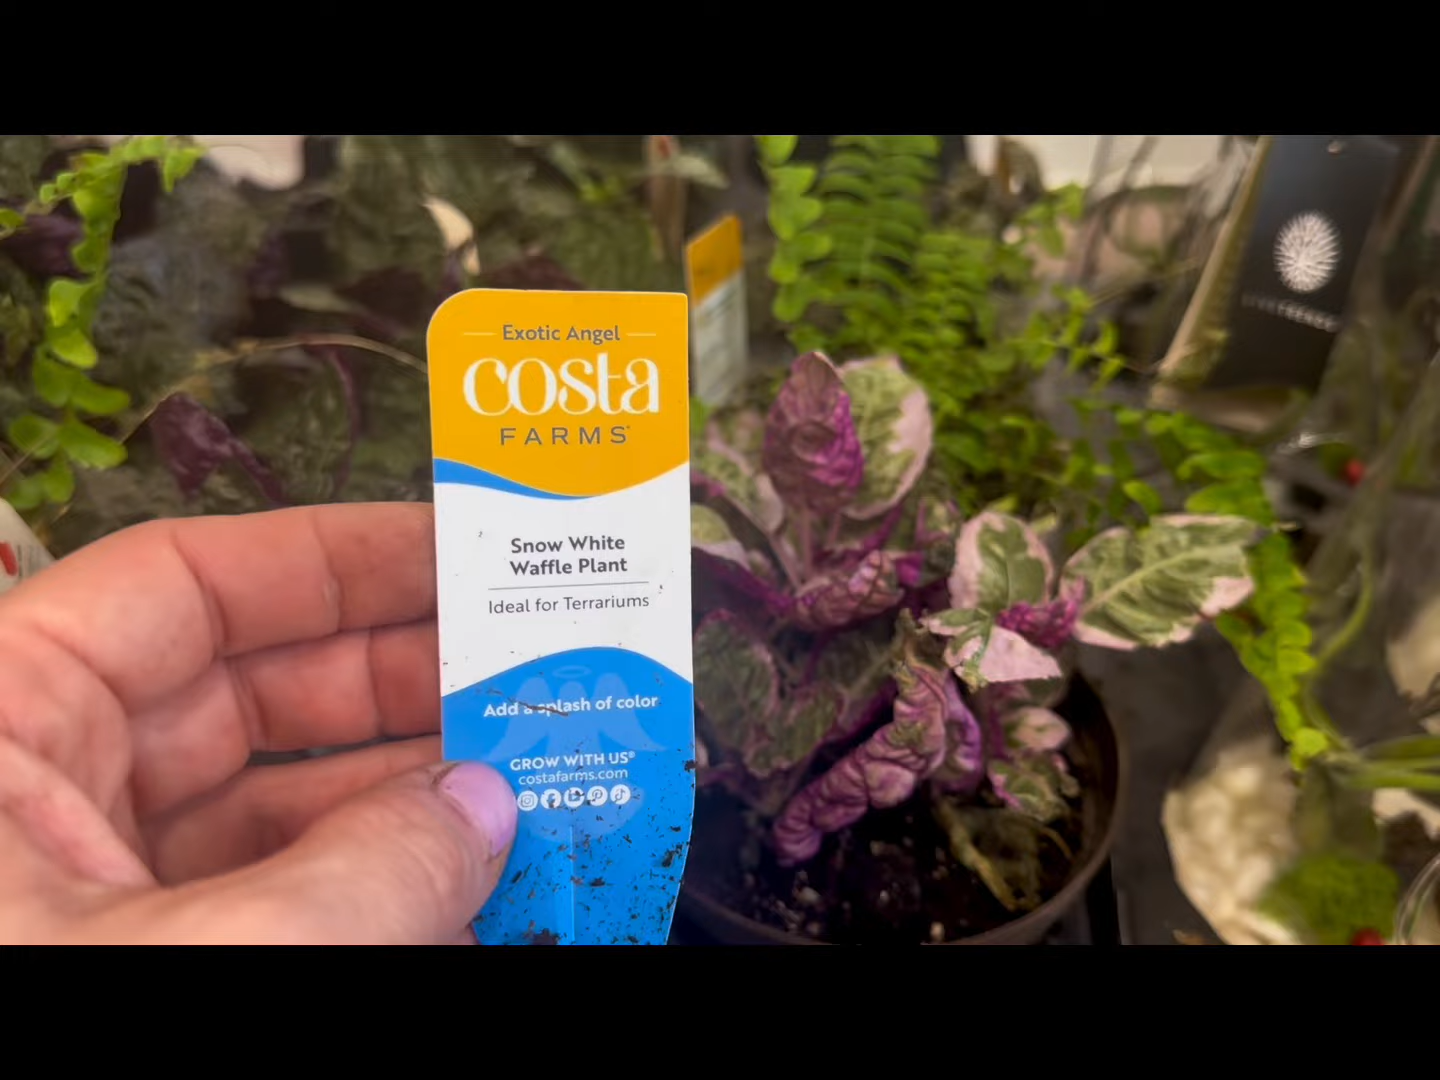 Exotic Angel
costa
FARMS
Snow White
Waffle Plant
Ideal for Terrariums
Add a splash of color
GROW WITH US®
costafarms.com